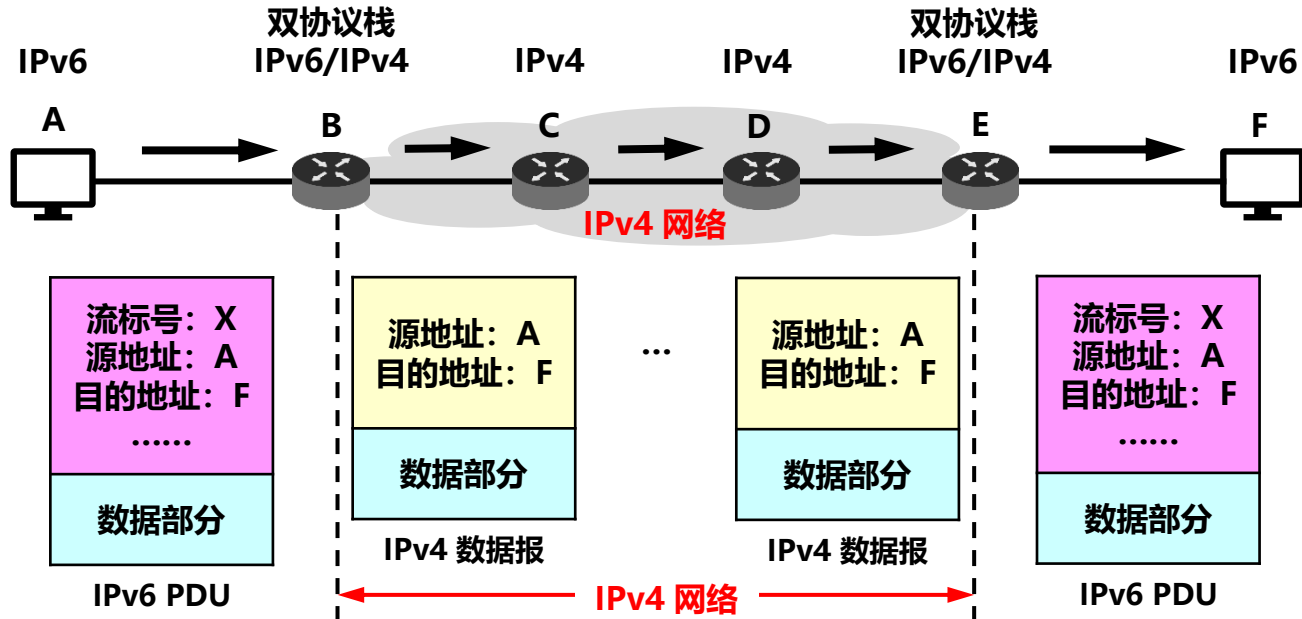 双协议栈
双协议栈
IPv6
IPv6/IPv4
IPv4
IPv4
IPv6/IPv4
IPv6
A
B
C
D
E
F
IPv4 网络
流标号：X
源地址：A
目的地址：F
……
数据部分
IPv6 PDU
源地址：A
目的地址：F
数据部分
IPv4 数据报
...
源地址：A
目的地址：F
数据部分
IPv4 数据报
流标号：X
源地址：A
目的地址：F
……
数据部分
IPv6 PDU
IPv4 网络